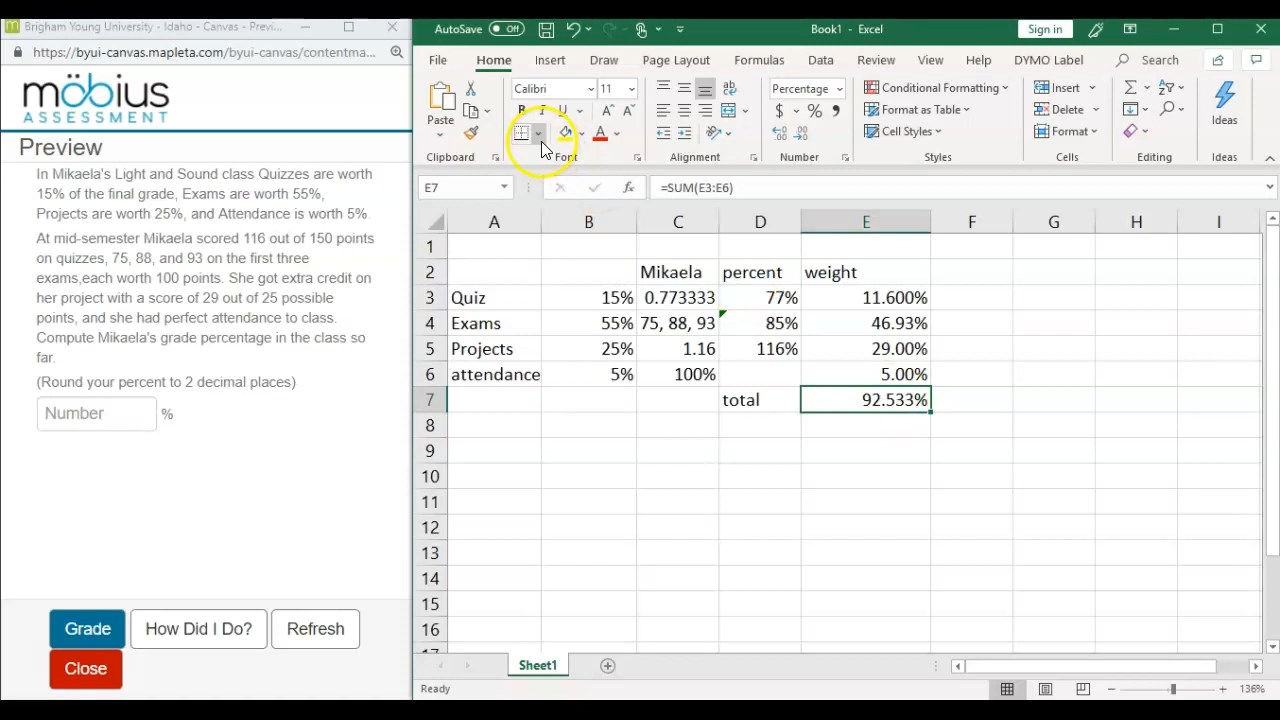 Brigham Young University - Idaho - Canvas - Previ...
https://byui-canvas.mapleta.com/byui-canvas/contentma...
möbius
ASSESSMENT
Preview
In Mikaela's Light and Sound class Quizzes are worth
15% of the final grade, Exams are worth 55%,
Projects are worth 25%, and Attendance is worth 5%.
At mid-semester Mikaela scored 116 out of 150 points
on quizzes, 75, 88, and 93 on the first three
exams,each worth 100 points. She got extra credit on
her project with a score of 29 out of 25 possible
points, and she had perfect attendance to class.
Compute Mikaela's grade percentage in the class so
far.
(Round your percent to 2 decimal places)
Number %
Grade How Did I Do? Refresh
Close
AutoSave Off Book1 - Excel Sign in
File Home Insert Draw Page Layout Formulas Data Review View Help DYMO Label Search
Paste Calibri 11 Percentage Conditional Formatting Insert Ideas
B I U $ % Format as Table Delete
A Cell Styles Format
Clipboard Font Alignment Number Styles Cells Editing Ideas
E7 fx =SUM(E3:E6)
A B C D E F G H I
1
2 Mikaela percent weight
3 Quiz 15% 0.773333 77% 11.600%
4 Exams 55% 75, 88, 93 85% 46.93%
5 Projects 25% 1.16 116% 29.00%
6 attendance 5% 100% 5.00%
7 total 92.533%
8
9
10
11
12
13
14
15
16
17
Sheet1
Ready 136%